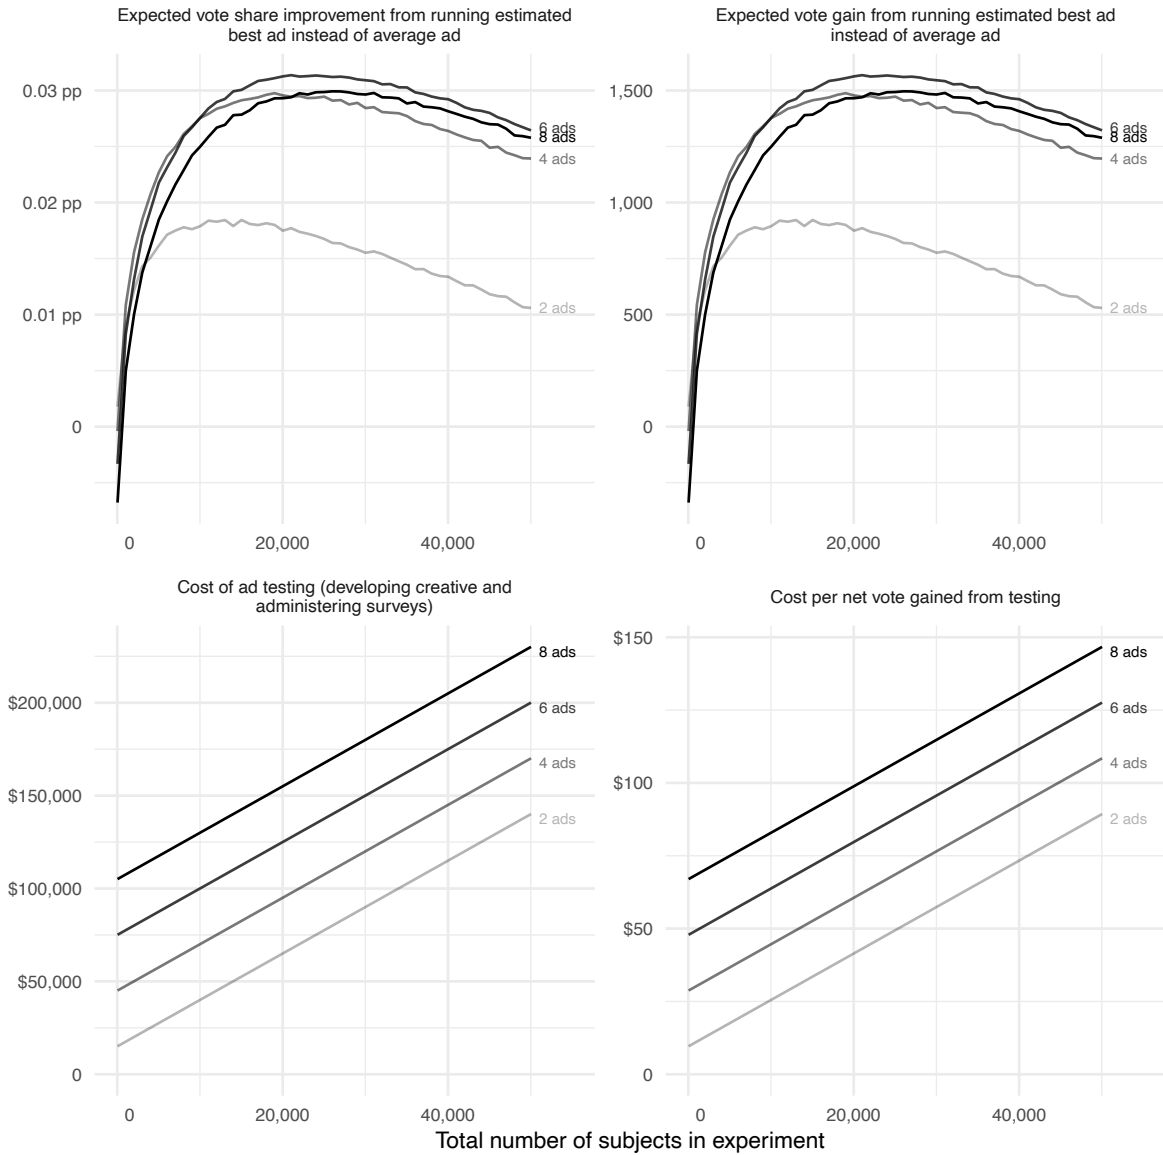 Expected vote share improvement from running estimated
best ad instead of average ad
0.03 pp
0.02 pp
0.01 pp
0
6 ads
8 ads
4 ads
2 ads
0
20,000
40,000
Expected vote gain from running estimated best ad
instead of average ad
1,500
1,000
500
0
6 ads
8 ads
4 ads
2 ads
0
20,000
40,000
Cost of ad testing (developing creative and
administering surveys)
$200,000
$150,000
$100,000
$50,000
0
8 ads
6 ads
4 ads
2 ads
0
20,000
40,000
Cost per net vote gained from testing
$150
$100
$50
0
8 ads
6 ads
4 ads
2 ads
0
20,000
40,000
Total number of subjects in experiment